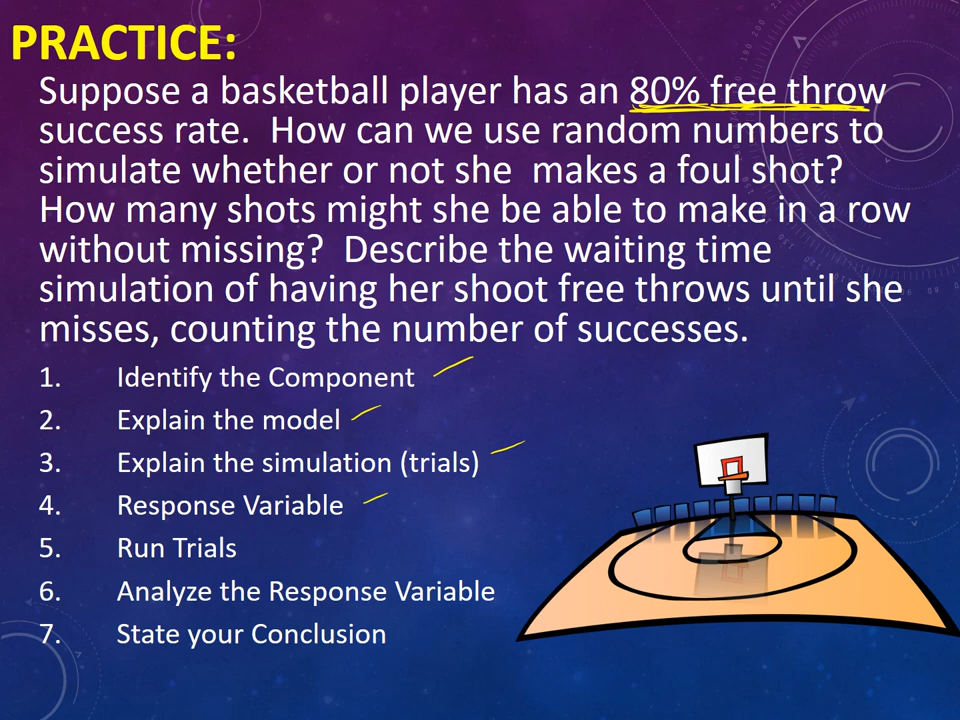 PRACTICE:
Suppose a basketball player has an 80% free throw
success rate.  How can we use random numbers to
simulate whether or not she  makes a foul shot?
How many shots might she be able to make in a row
without missing?  Describe the waiting time
simulation of having her shoot free throws until she
misses, counting the number of successes.
1. Identify the Component
2. Explain the model
3. Explain the simulation (trials)
4. Response Variable
5. Run Trials
6. Analyze the Response Variable
7. State your Conclusion